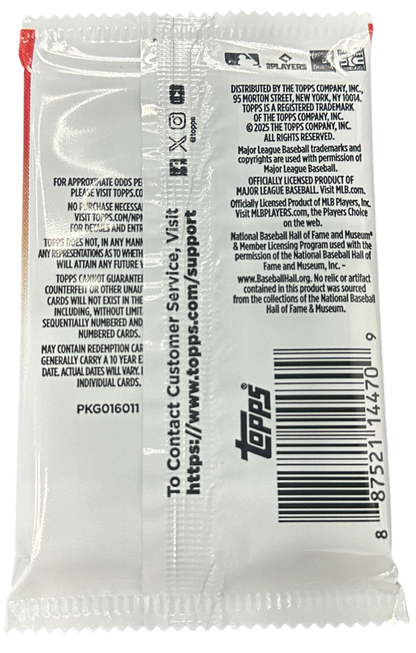 MLB PLAYERS
DISTRIBUTED BY THE TOPPS COMPANY, INC.,
95 MORTON STREET, NEW YORK, NY 10014.
TOPPS IS A REGISTERED TRADEMARK
OF THE TOPPS COMPANY, INC.
© 2025 THE TOPPS COMPANY, INC.
ALL RIGHTS RESERVED.
Major League Baseball trademarks and
copyrights are used with permission of
Major League Baseball.
OFFICIALLY LICENSED PRODUCT OF
MAJOR LEAGUE BASEBALL. Visit MLB.com.
Officially Licensed Product of MLB Players, Inc.
Visit MLBPLAYERS.com, the Players Choice
on the web.
National Baseball Hall of Fame and Museum®
& Member Licensing Program used with the
permission of the National Baseball Hall of
Fame and Museum, Inc. –
www.BaseballHall.org. No relic or artifact
contained in this product was sourced
from the collections of the National Baseball
Hall of Fame & Museum.
@topps
To Contact Customer Service, Visit
https://www.topps.com/support
FOR APPROXIMATE ODDS
PLEASE VISIT TOPPS.CO
NO PURCHASE NECESSA
VISIT TOPPS.COM/NP
FOR DETAILS AND ENTR
TOPPS DOES NOT, IN ANY MANN
ANY REPRESENTATIONS AS TO WHETH
WILL ATTAIN ANY FUTURE
TOPPS CANNOT GUARANTE
COUNTERFEIT OR OTHER UNAU
CARDS WILL NOT EXIST IN THE
INCLUDING, WITHOUT LIMIT
SEQUENTIALLY NUMBERED AND
NUMBERED CARDS.
MAY CONTAIN REDEMPTION CAR
GENERALLY CARRY A 10 YEAR E
DATE. ACTUAL DATES WILL VARY.
INDIVIDUAL CARDS.
PKG016011
topps®
8 87521 14470 9